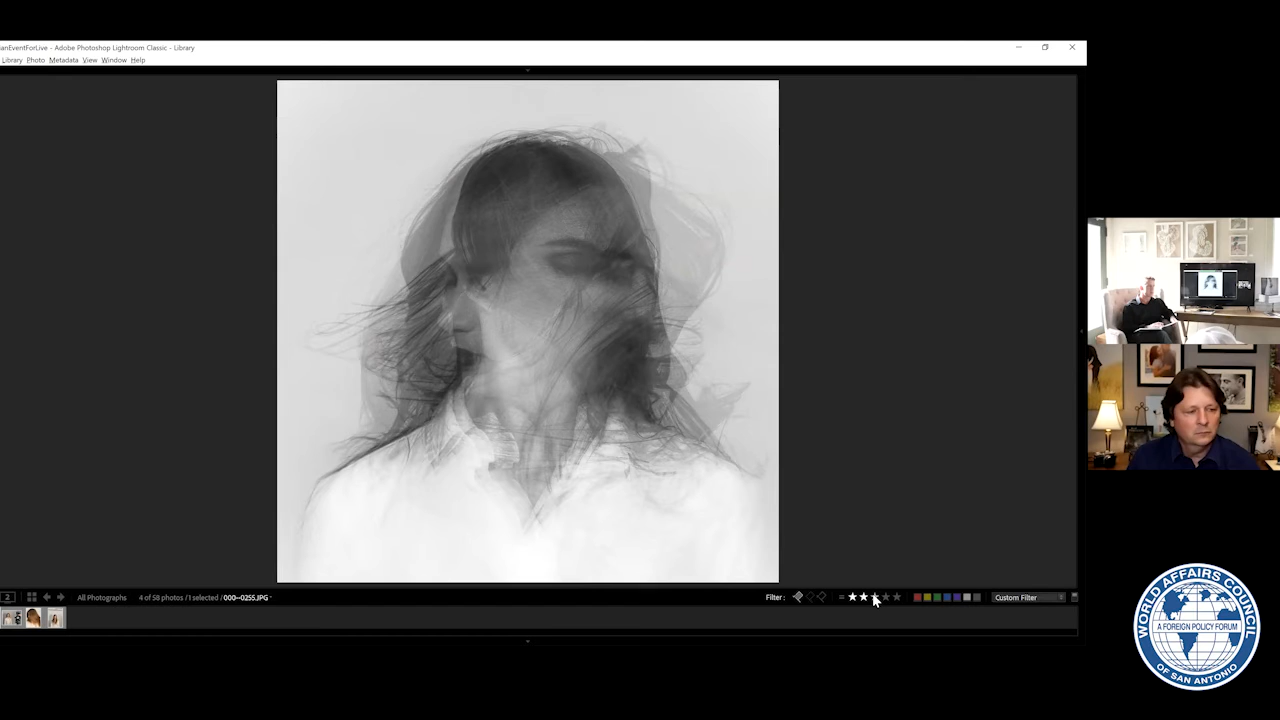 anEventForLive - Adobe Photoshop Lightroom Classic - Library
Library Photo Metadata View Window Help
2 All Photographs 4 of 58 photos / 1 selected / 000--0255.JPG Filter : Custom Filter
WORLD AFFAIRS COUNCIL
A FOREIGN POLICY FORUM
OF SAN ANTONIO